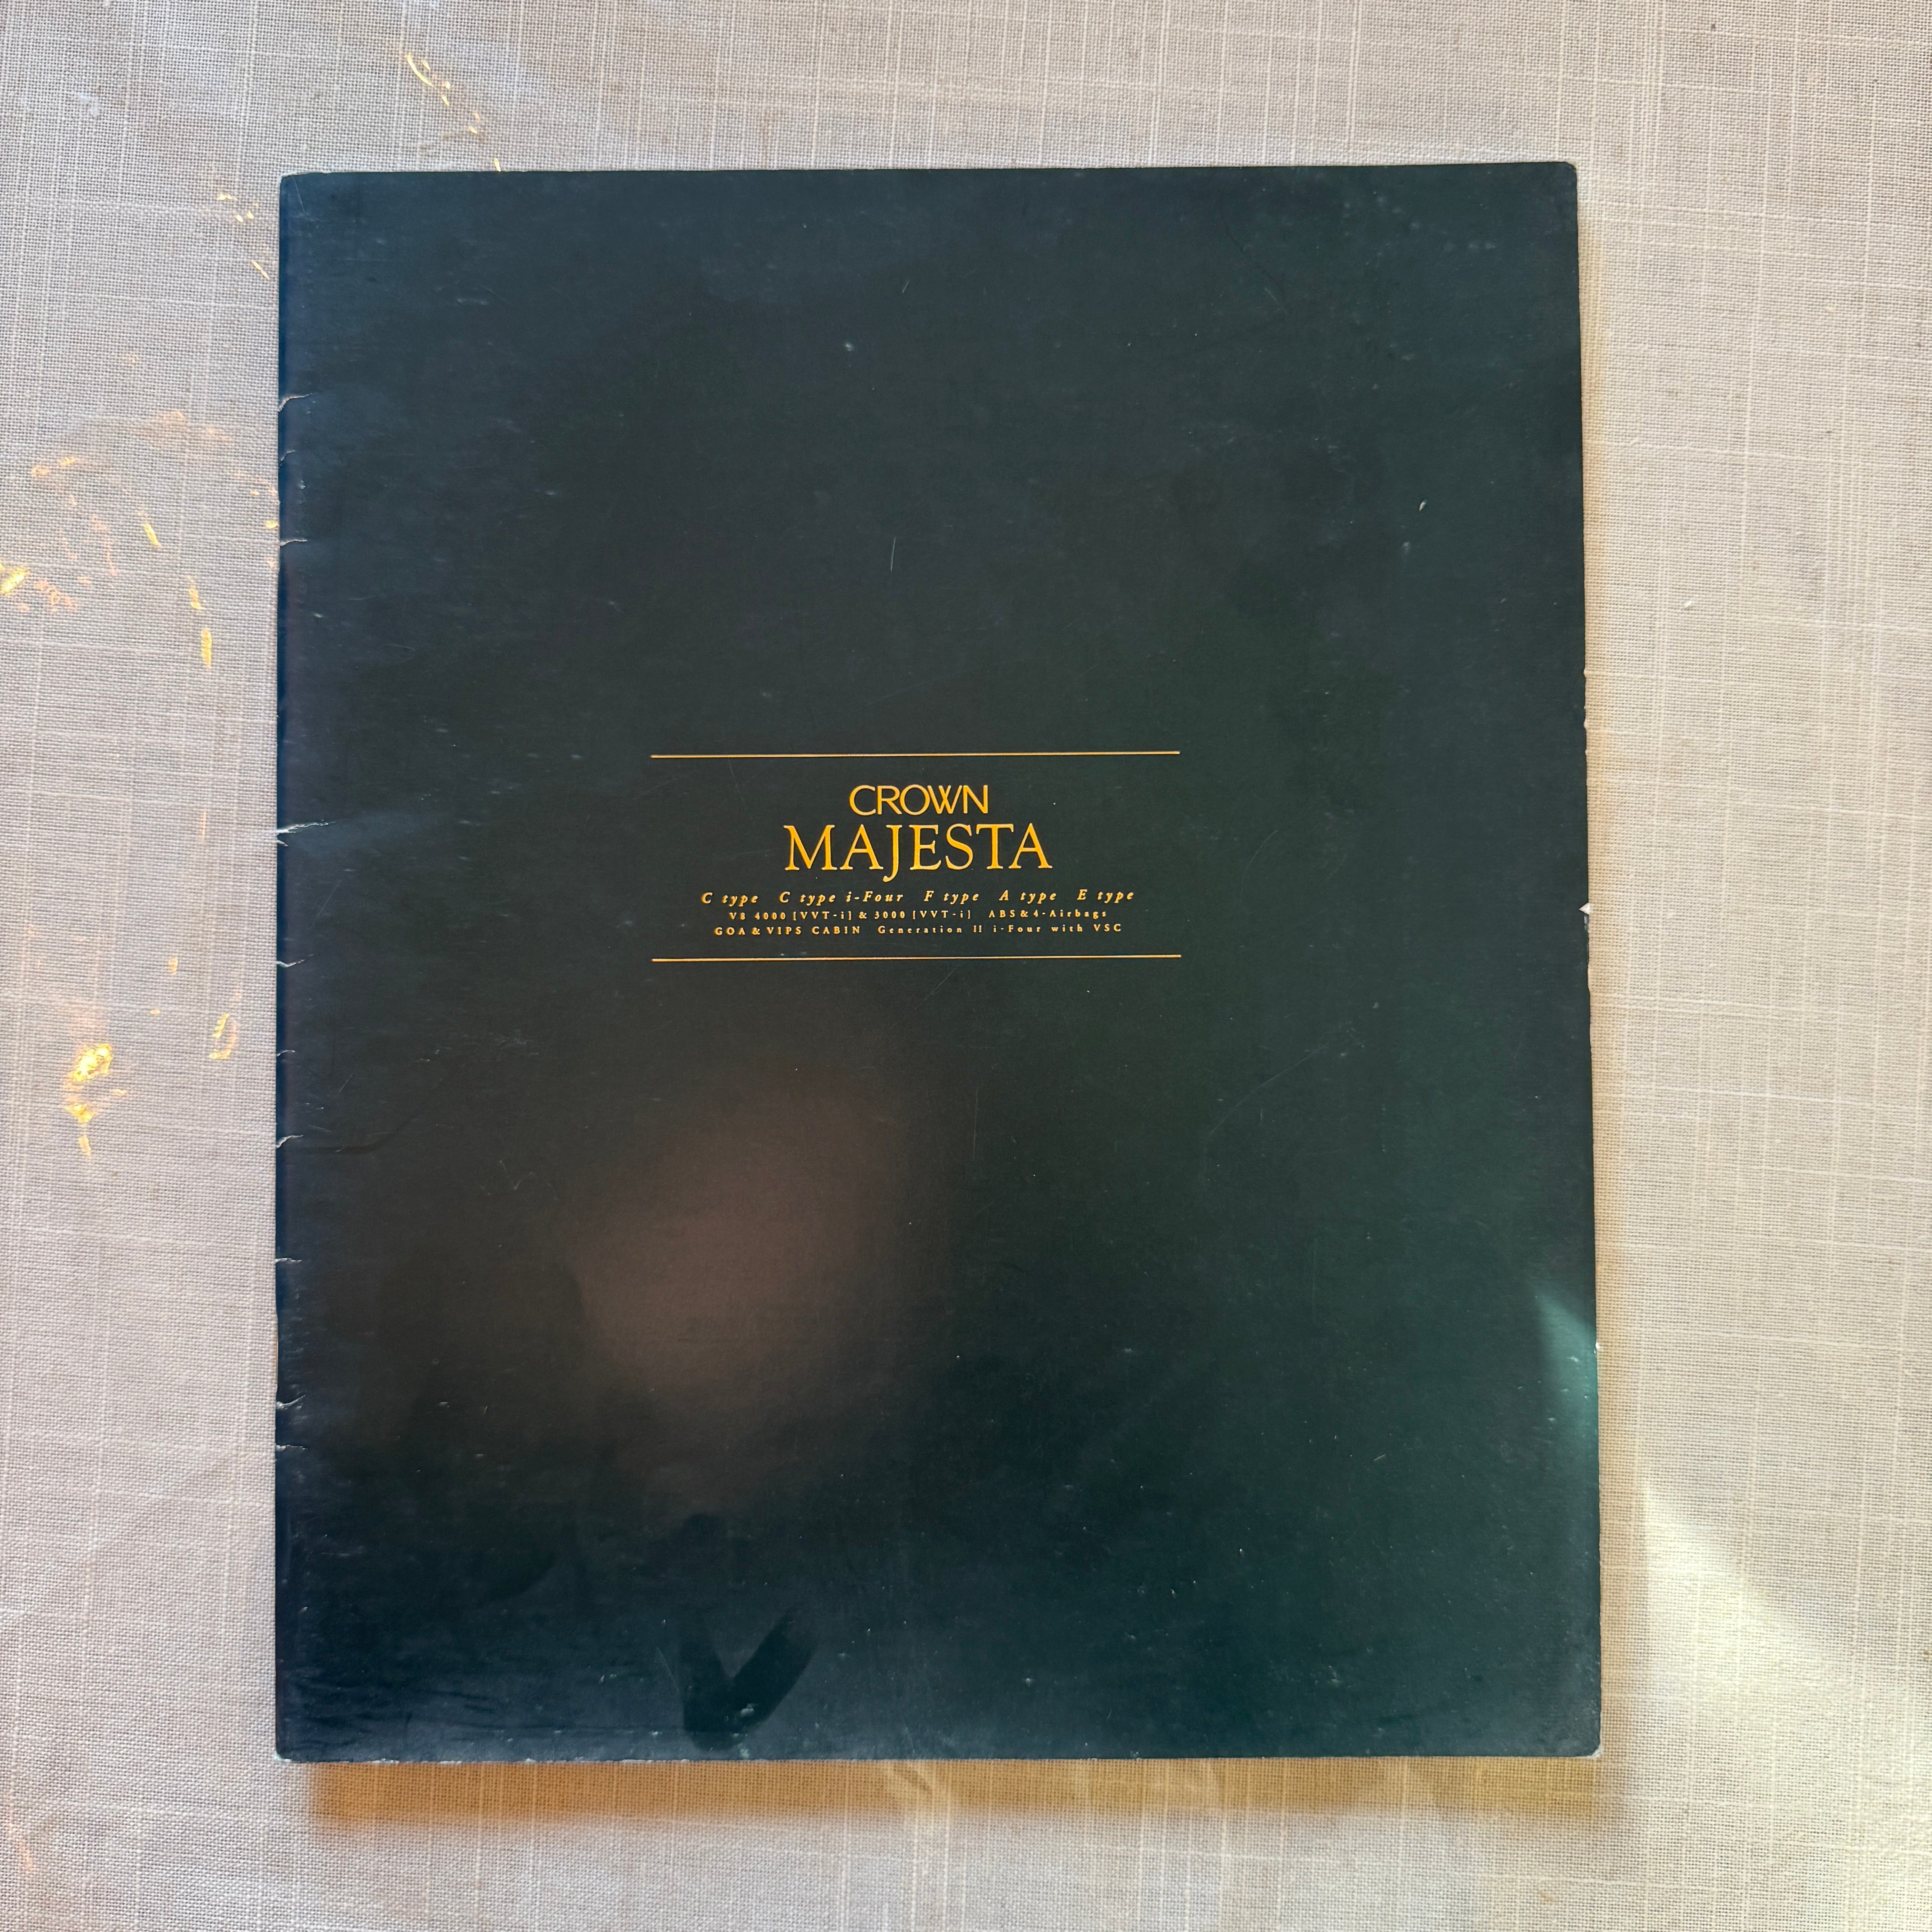 CROWN
MAJESTA
C type C type i-Four F type A type E type
V8 4000 [VVT-i] & 3000 [VVT-i] ABS & 4-Airbags
GOA & VIPS CABIN Generation II i-Four with VSC